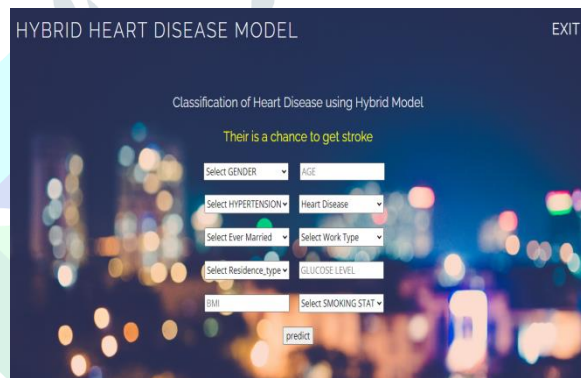 HYBRID HEART DISEASE MODEL EXIT
Classification of Heart Disease using Hybrid Model
Their is a chance to get stroke
Select GENDER AGE
Select HYPERTENSION Heart Disease
Select Ever Married Select Work Type
Select Residence_type GLUCOSE LEVEL
BMI Select SMOKING STAT
predict